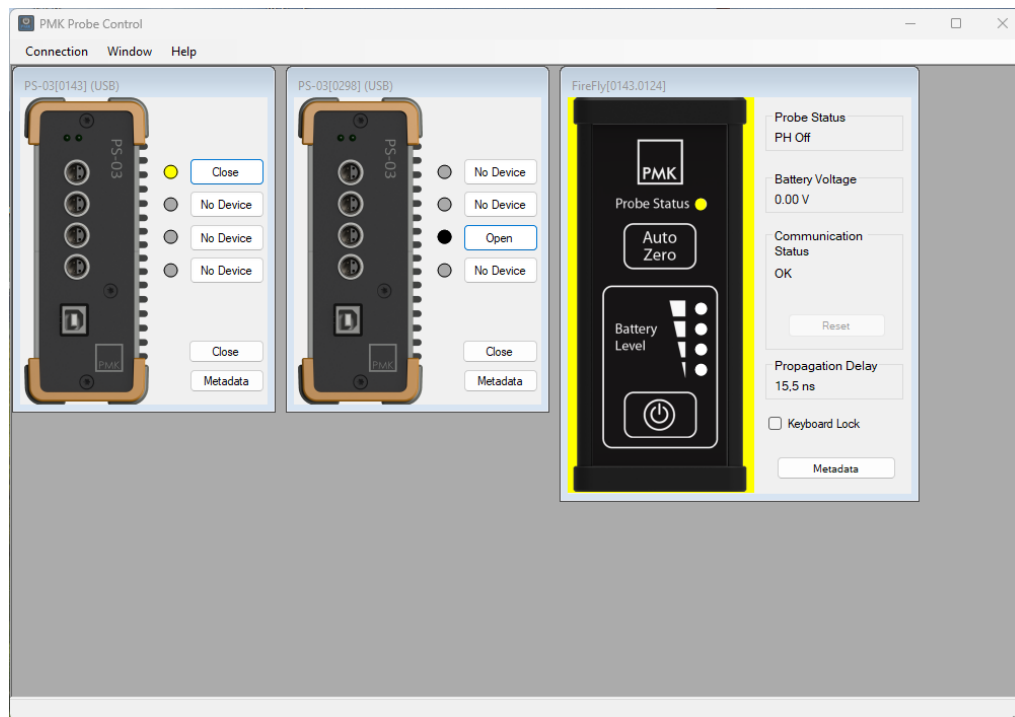 PMK Probe Control
Connection Window Help
PS-03[0143] (USB)
PS-03
Close
No Device
No Device
No Device
PMK
Close
Metadata
PS-03[0298] (USB)
PS-03
No Device
No Device
Open
No Device
PMK
Close
Metadata
FireFly[0143.0124]
PMK
Probe Status
Auto
Zero
Battery
Level
Probe Status
PH Off
Battery Voltage
0.00 V
Communication
Status
OK
Reset
Propagation Delay
15,5 ns
Keyboard Lock
Metadata